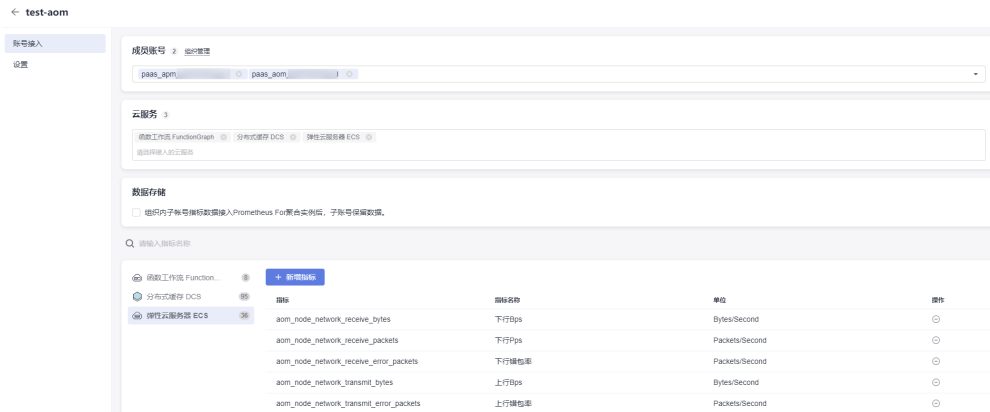 ← test-aom
账号接入
设置
成员账号 2 组织管理
paas_apm paas_aom
云服务 3
函数工作流 FunctionGraph 分布式缓存 DCS 弹性云服务器 ECS
请选择接入的云服务
数据存储
组织内子帐号指标数据接入Prometheus For聚合实例后，子账号保留数据。
请输入指标名称
函数工作流 Function... 8
+ 新增指标
分布式缓存 DCS 95
弹性云服务器 ECS 36
指标 指标名称 单位 操作
aom_node_network_receive_bytes 下行Bps Bytes/Second
aom_node_network_receive_packets 下行Pps Packets/Second
aom_node_network_receive_error_packets 下行错包率 Packets/Second
aom_node_network_transmit_bytes 上行Bps Bytes/Second
aom_node_network_transmit_error_packets 上行错包率 Packets/Second